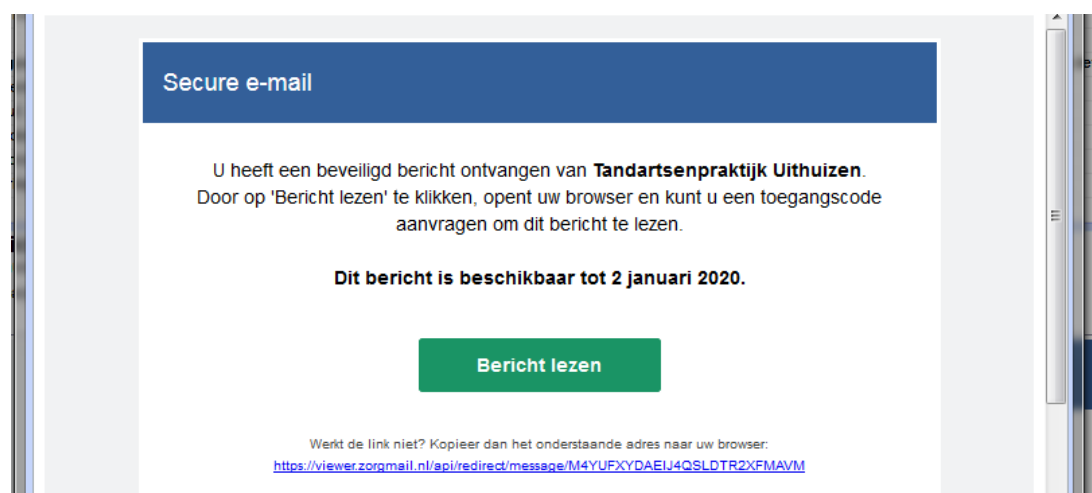 Secure e-mail
U heeft een beveiligd bericht ontvangen van Tandartsenpraktijk Uithuizen.
Door op 'Bericht lezen' te klikken, opent uw browser en kunt u een toegangscode
aanvragen om dit bericht te lezen.
Dit bericht is beschikbaar tot 2 januari 2020.
Bericht lezen
Werkt de link niet? Kopieer dan het onderstaande adres naar uw browser:
https://viewer.zorgmail.nl/api/redirect/message/M4YUFXYDAEIJ4QSLDTR2XFMAVM